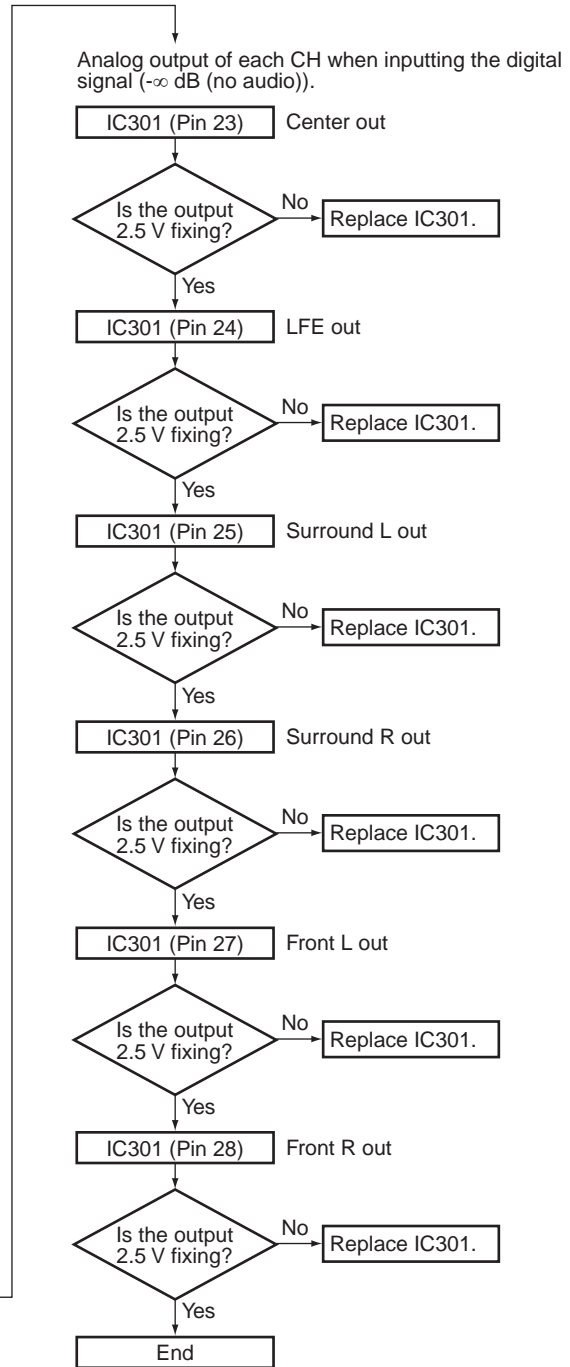 Analog output of each CH when inputting the digital
signal (-∞ dB (no audio)).
IC301 (Pin 23) Center out
Is the output
2.5 V fixing?
No
Replace IC301.
Yes
IC301 (Pin 24) LFE out
Is the output
2.5 V fixing?
No
Replace IC301.
Yes
IC301 (Pin 25) Surround L out
Is the output
2.5 V fixing?
No
Replace IC301.
Yes
IC301 (Pin 26) Surround R out
Is the output
2.5 V fixing?
No
Replace IC301.
Yes
IC301 (Pin 27) Front L out
Is the output
2.5 V fixing?
No
Replace IC301.
Yes
IC301 (Pin 28) Front R out
Is the output
2.5 V fixing?
No
Replace IC301.
Yes
End